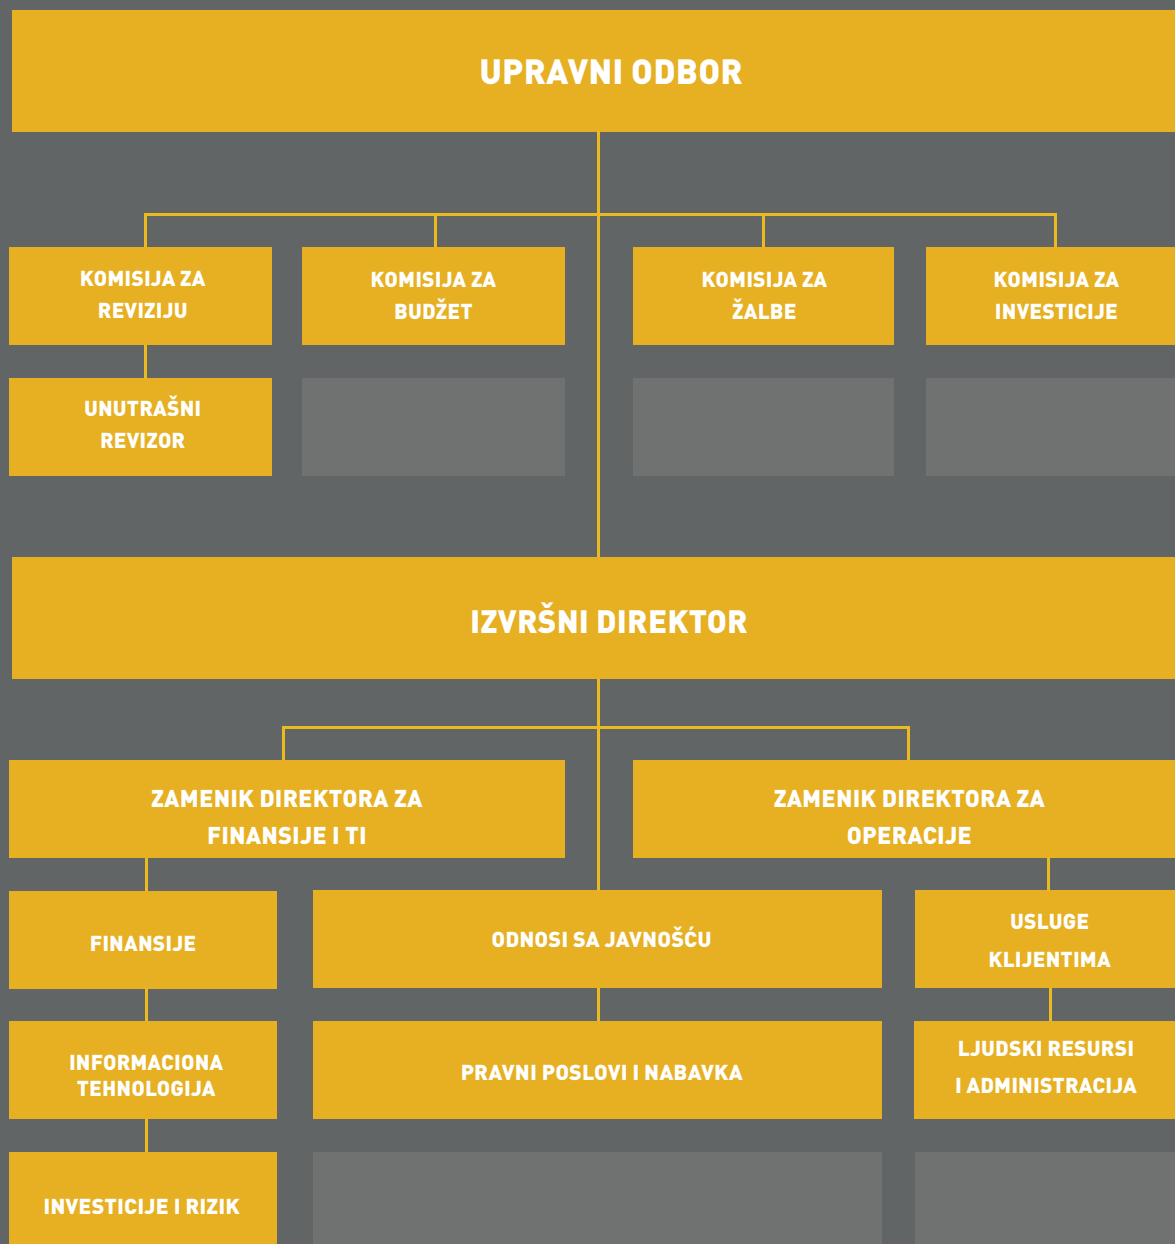 UPRAVNI ODBOR
KOMISIJA ZA
REVIZIJU
KOMISIJA ZA
BUDŽET
KOMISIJA ZA
ŽALBE
KOMISIJA ZA
INVESTICIJE
UNUTRAŠNI
REVIZOR
IZVRŠNI DIREKTOR
ZAMENIK DIREKTORA ZA
FINANSIJE I TI
ZAMENIK DIREKTORA ZA
OPERACIJE
FINANSIJE
ODNOSI SA JAVNOŠĆU
USLUGE
KLIJENTIMA
INFORMACIONA
TEHNOLOGIJA
PRAVNI POSLOVI I NABAVKA
LJUDSKI RESURSI
I ADMINISTRACIJA
INVESTICIJE I RIZIK